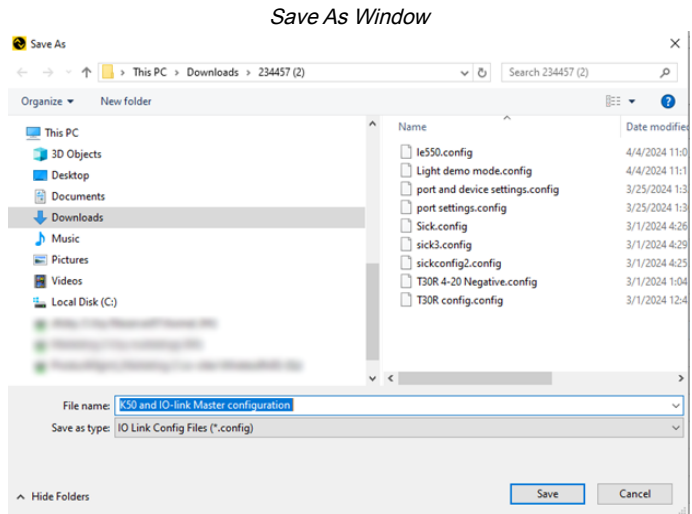 Save As Window
Save As
This PC > Downloads > 234457 (2)
Search 234457 (2)
Organize
New folder
This PC
3D Objects
Desktop
Documents
Downloads
Music
Pictures
Videos
Local Disk (C:)
Name
Date modified
le550.config
4/4/2024 11:0
Light demo mode.config
4/4/2024 11:1
port and device settings.config
3/25/2024 1:3
port settings.config
3/25/2024 1:3
Sick.config
3/1/2024 4:26
sick3.config
3/1/2024 4:29
sickconfig2.config
3/1/2024 4:25
T30R 4-20 Negative.config
3/1/2024 1:04
T30R config.config
3/1/2024 12:4
File name: K50 and IO-link Master configuration
Save as type: IO Link Config Files (*.config)
Hide Folders
Save
Cancel